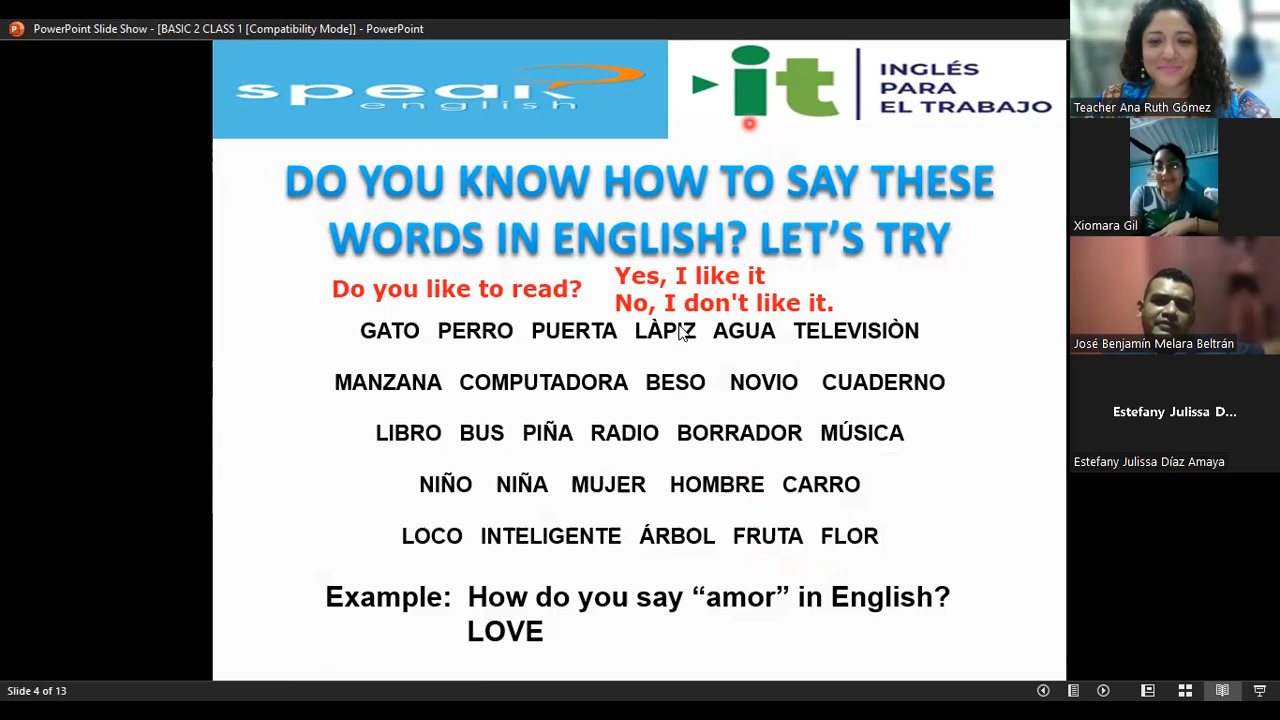 PowerPoint Slide Show - [BASIC 2 CLASS 1 [Compatibility Mode]] - PowerPoint
speak
english
it
INGLÉS
PARA
EL TRABAJO
DO YOU KNOW HOW TO SAY THESE
WORDS IN ENGLISH? LET’S TRY
Do you like to read?
Yes, I like it
No, I don't like it.
GATO PERRO PUERTA LÀPIZ AGUA TELEVISIÒN
MANZANA COMPUTADORA BESO NOVIO CUADERNO
LIBRO BUS PIÑA RADIO BORRADOR MÚSICA
NIÑO NIÑA MUJER HOMBRE CARRO
LOCO INTELIGENTE ÁRBOL FRUTA FLOR
Example: How do you say “amor” in English?
LOVE
Teacher Ana Ruth Gómez
Xiomara Gil
José Benjamín Melara Beltrán
Estefany Julissa D...
Estefany Julissa Díaz Amaya
Slide 4 of 13